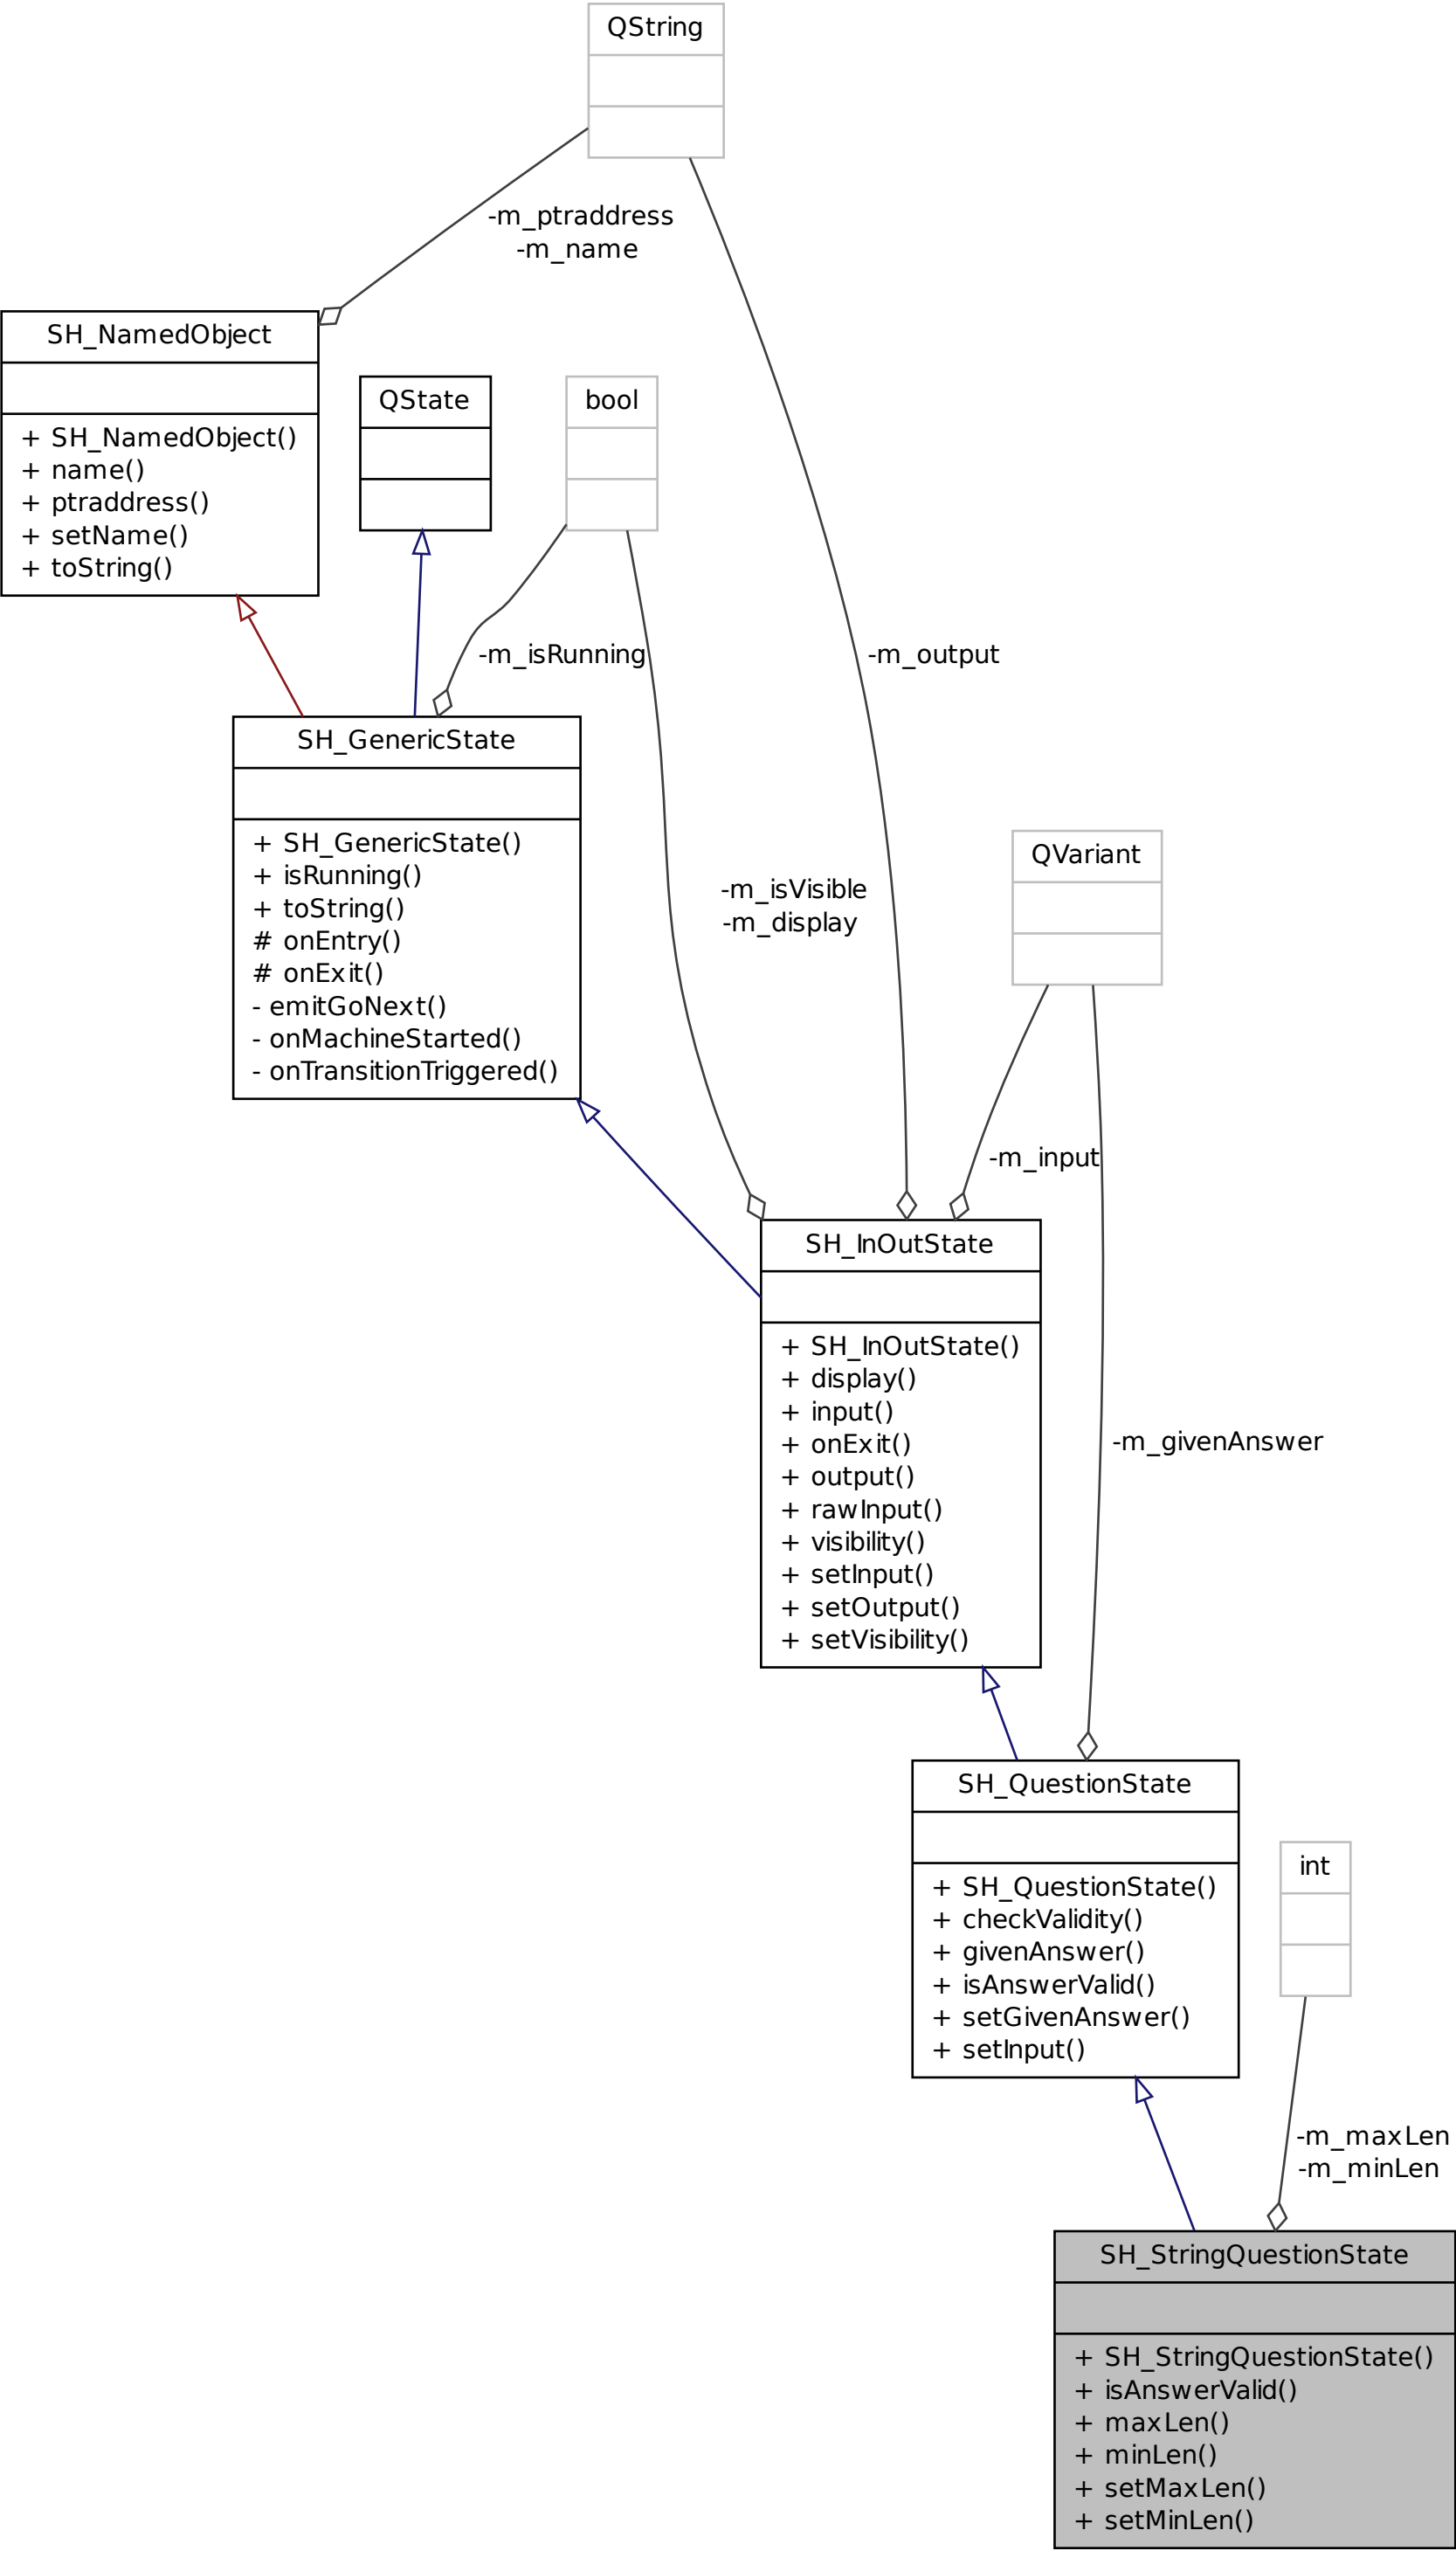 QString
-m_ptraddress
-m_name
SH_NamedObject
+ SH_NamedObject()
+ name()
+ ptraddress()
+ setName()
+ toString()
QState
bool
-m_isRunning
-m_output
SH_GenericState
+ SH_GenericState()
+ isRunning()
+ toString()
# onEntry()
# onExit()
- emitGoNext()
- onMachineStarted()
- onTransitionTriggered()
-m_isVisible
-m_display
QVariant
-m_input
SH_InOutState
+ SH_InOutState()
+ display()
+ input()
+ onExit()
+ output()
+ rawInput()
+ visibility()
+ setInput()
+ setOutput()
+ setVisibility()
-m_givenAnswer
SH_QuestionState
+ SH_QuestionState()
+ checkValidity()
+ givenAnswer()
+ isAnswerValid()
+ setGivenAnswer()
+ setInput()
int
-m_maxLen
-m_minLen
SH_StringQuestionState
+ SH_StringQuestionState()
+ isAnswerValid()
+ maxLen()
+ minLen()
+ setMaxLen()
+ setMinLen()